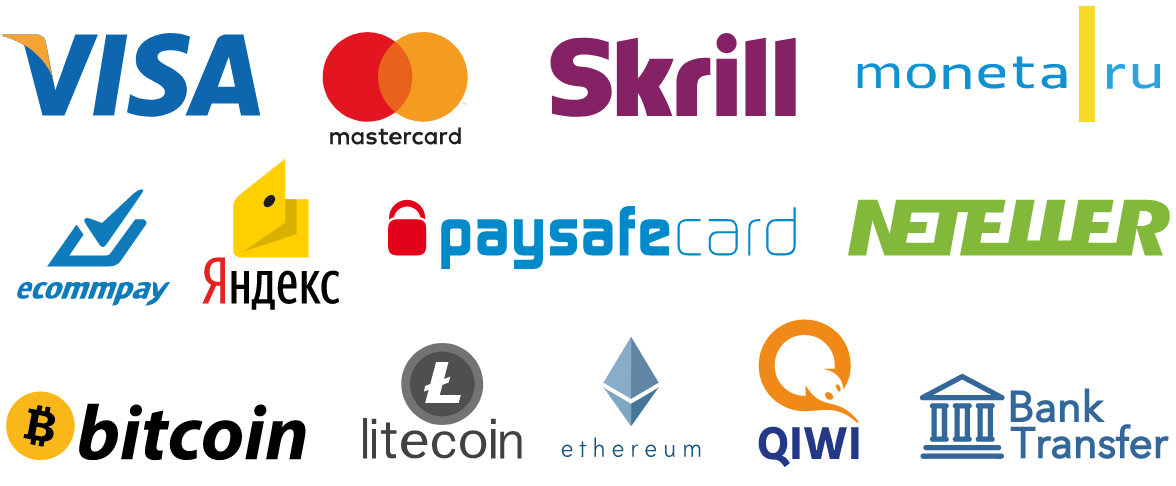 VISA
mastercard
Skrill
moneta ru
ecommpay
Яндекс
paysafecard
NETELLER
bitcoin
litecoin
ethereum
QIWI
Bank
Transfer